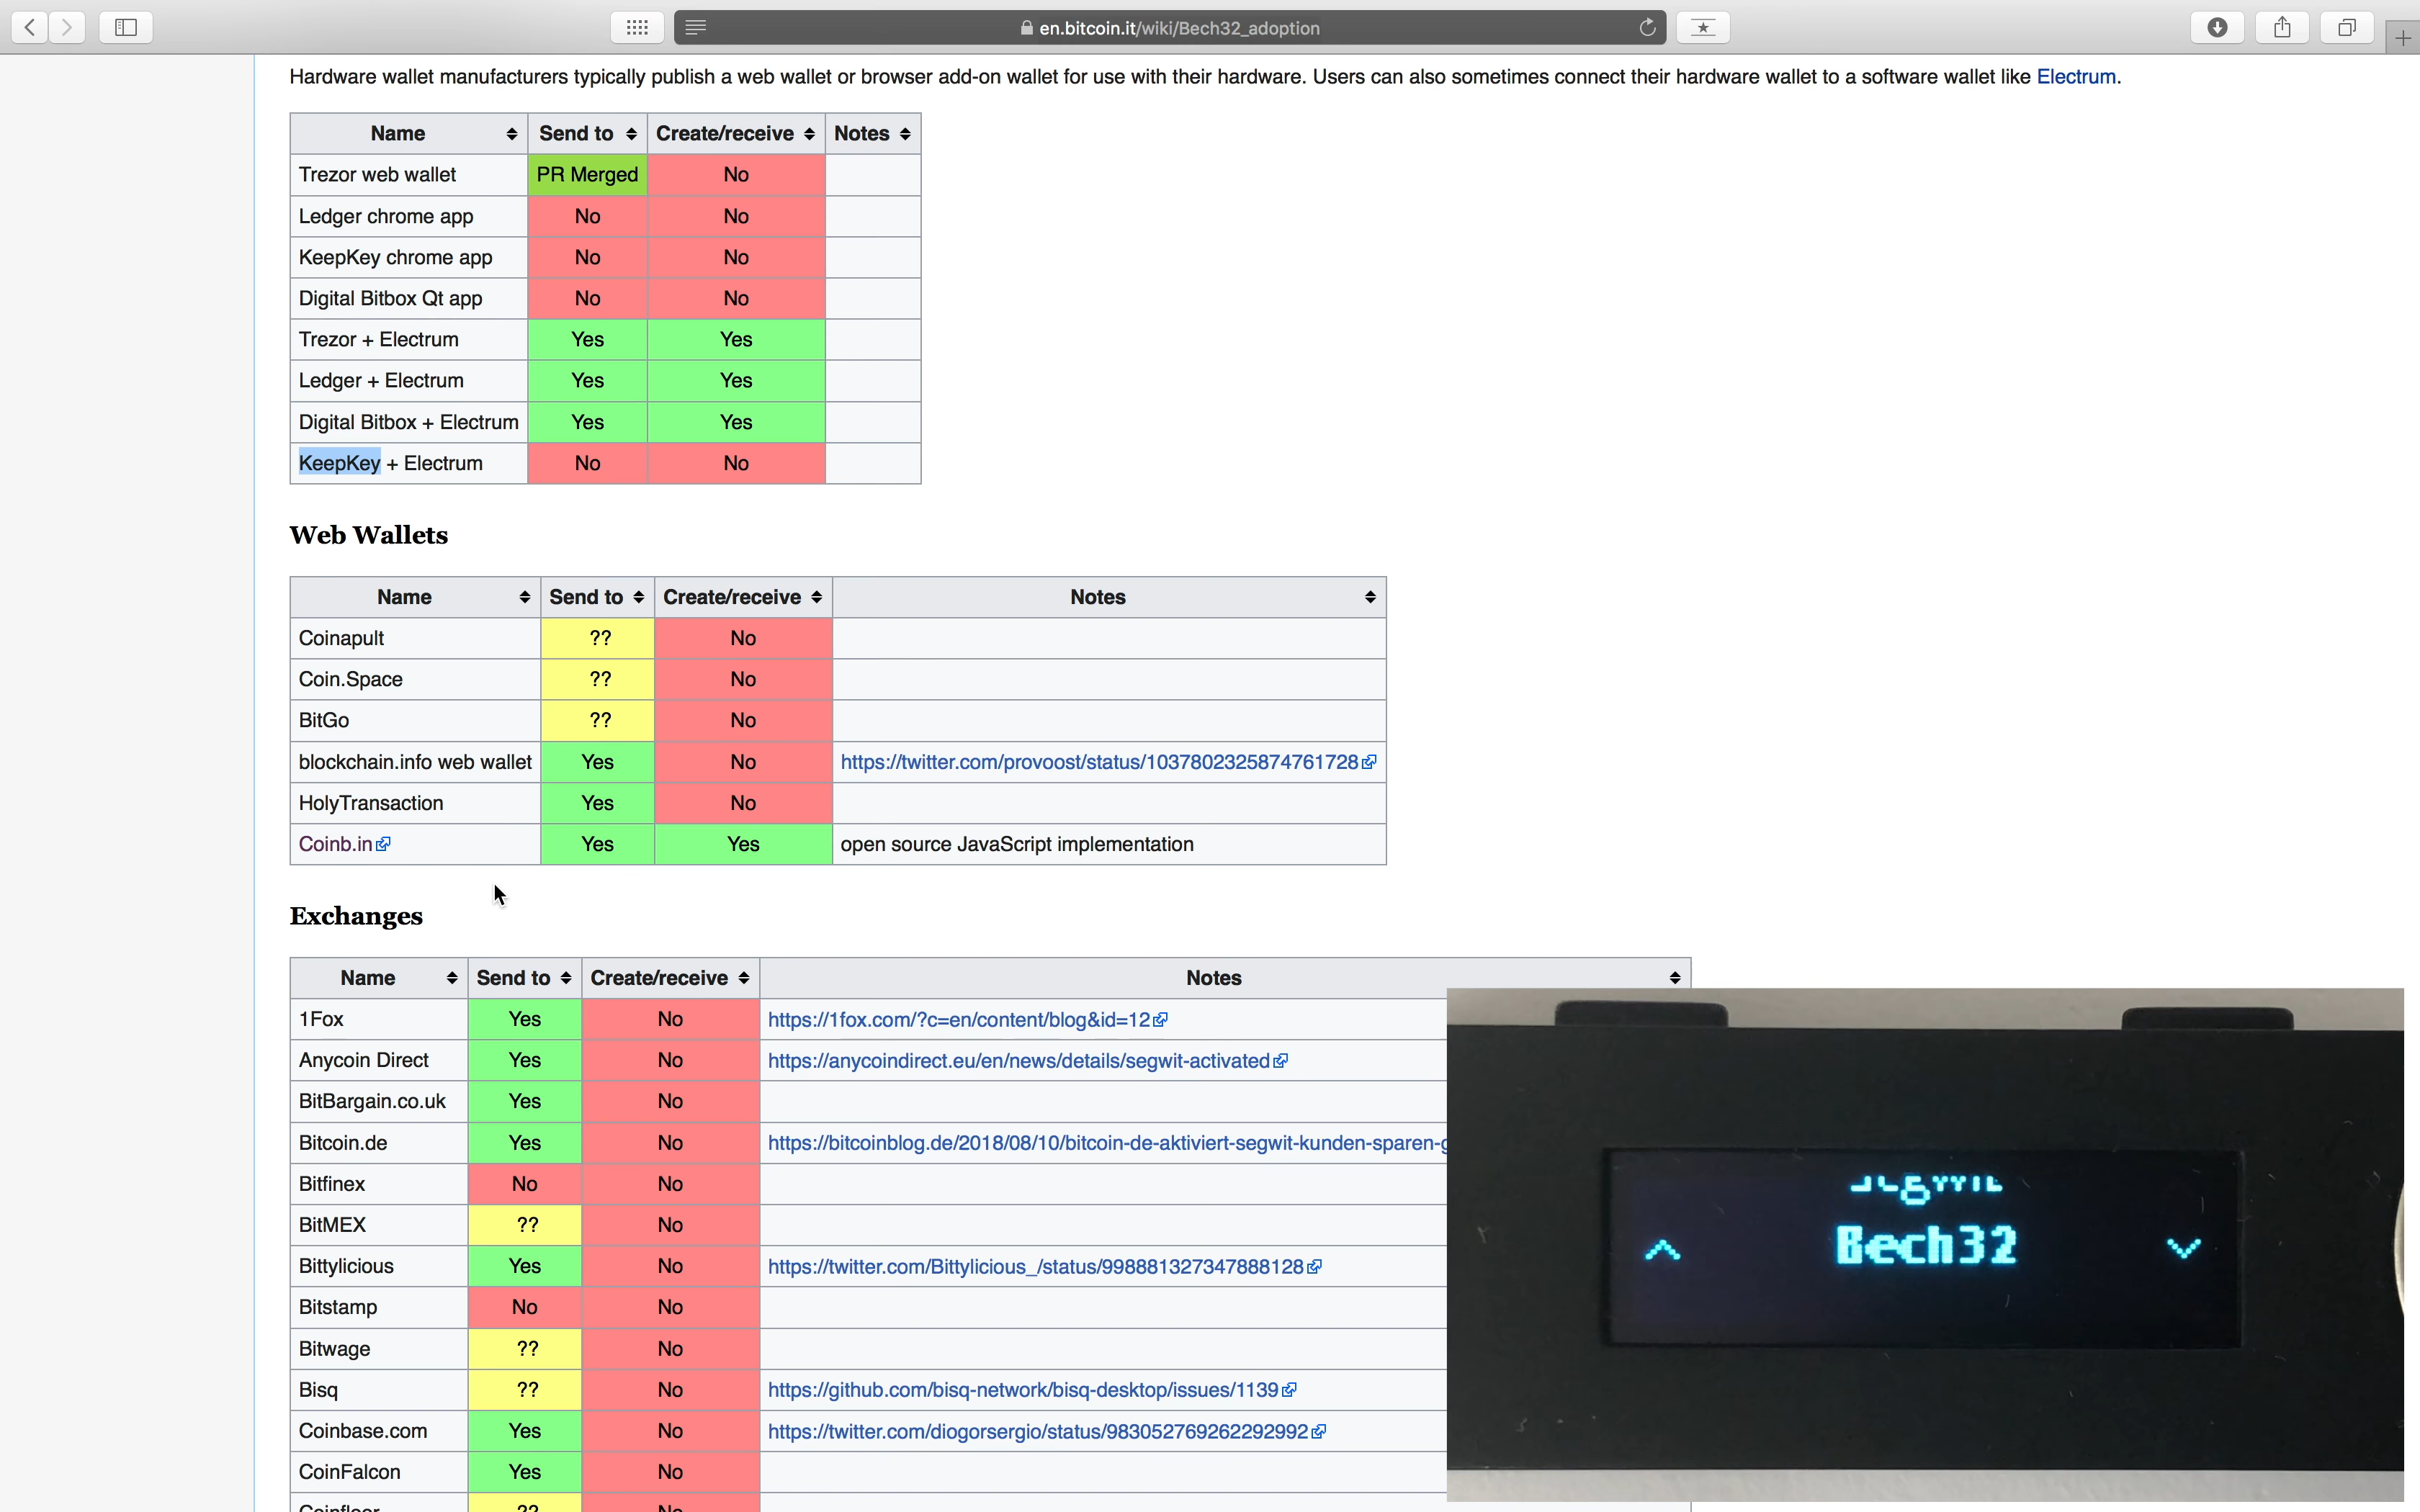 en.bitcoin.it/wiki/Bech32_adoption
Hardware wallet manufacturers typically publish a web wallet or browser add-on wallet for use with their hardware. Users can also sometimes connect their hardware wallet to a software wallet like Electrum.
Name Send to Create/receive Notes
Trezor web wallet PR Merged No
Ledger chrome app No No
KeepKey chrome app No No
Digital Bitbox Qt app No No
Trezor + Electrum Yes Yes
Ledger + Electrum Yes Yes
Digital Bitbox + Electrum Yes Yes
KeepKey + Electrum No No
Web Wallets
Name Send to Create/receive Notes
Coinapult ?? No
Coin.Space ?? No
BitGo ?? No
blockchain.info web wallet Yes No https://twitter.com/provoost/status/1037802325874761728
HolyTransaction Yes No
Coinb.in Yes Yes open source JavaScript implementation
Exchanges
Name Send to Create/receive Notes
1Fox Yes No https://1fox.com/?c=en/content/blog&id=12
Anycoin Direct Yes No https://anycoindirect.eu/en/news/details/segwit-activated
BitBargain.co.uk Yes No
Bitcoin.de Yes No https://bitcoinblog.de/2018/08/10/bitcoin-de-aktiviert-segwit-kunden-sparen-
Bitfinex No No
BitMEX ?? No
Bittylicious Yes No https://twitter.com/Bittylicious_/status/998881327347888128
Bitstamp No No
Bitwage ?? No
Bisq ?? No https://github.com/bisq-network/bisq-desktop/issues/1139
Coinbase.com Yes No https://twitter.com/diogorsergio/status/983052769262292992
CoinFalcon Yes No
Coinfloor ?? No
Bech32